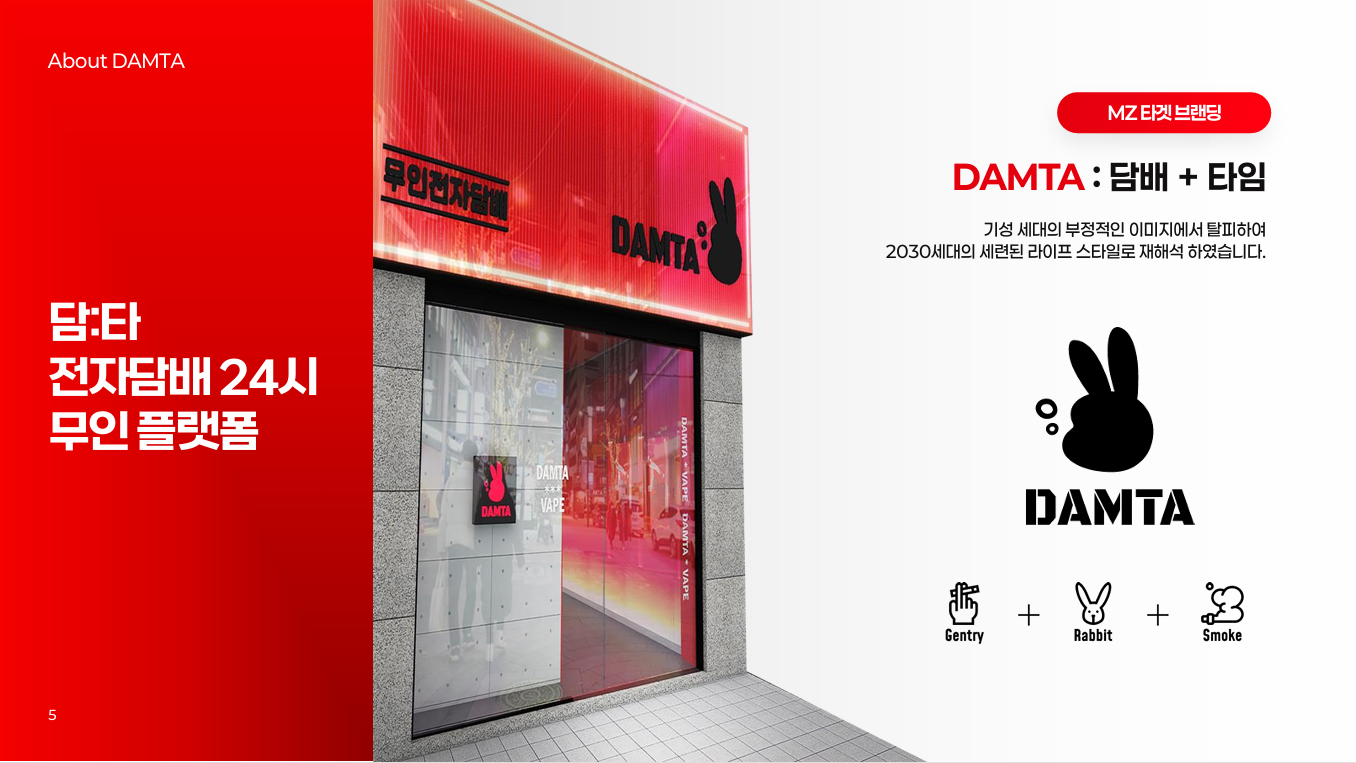 About DAMTA
담:타
전자담배 24시
무인 플랫폼
5
무인전자담배
DAMTA
DAMTA
DAMTA
VAPE
DAMTA * VAPE DAMTA * VAPE
MZ 타겟 브랜딩
DAMTA : 담배 + 타임
기성 세대의 부정적인 이미지에서 탈피하여
2030세대의 세련된 라이프 스타일로 재해석 하였습니다.
DAMTA
Gentry + Rabbit + Smoke